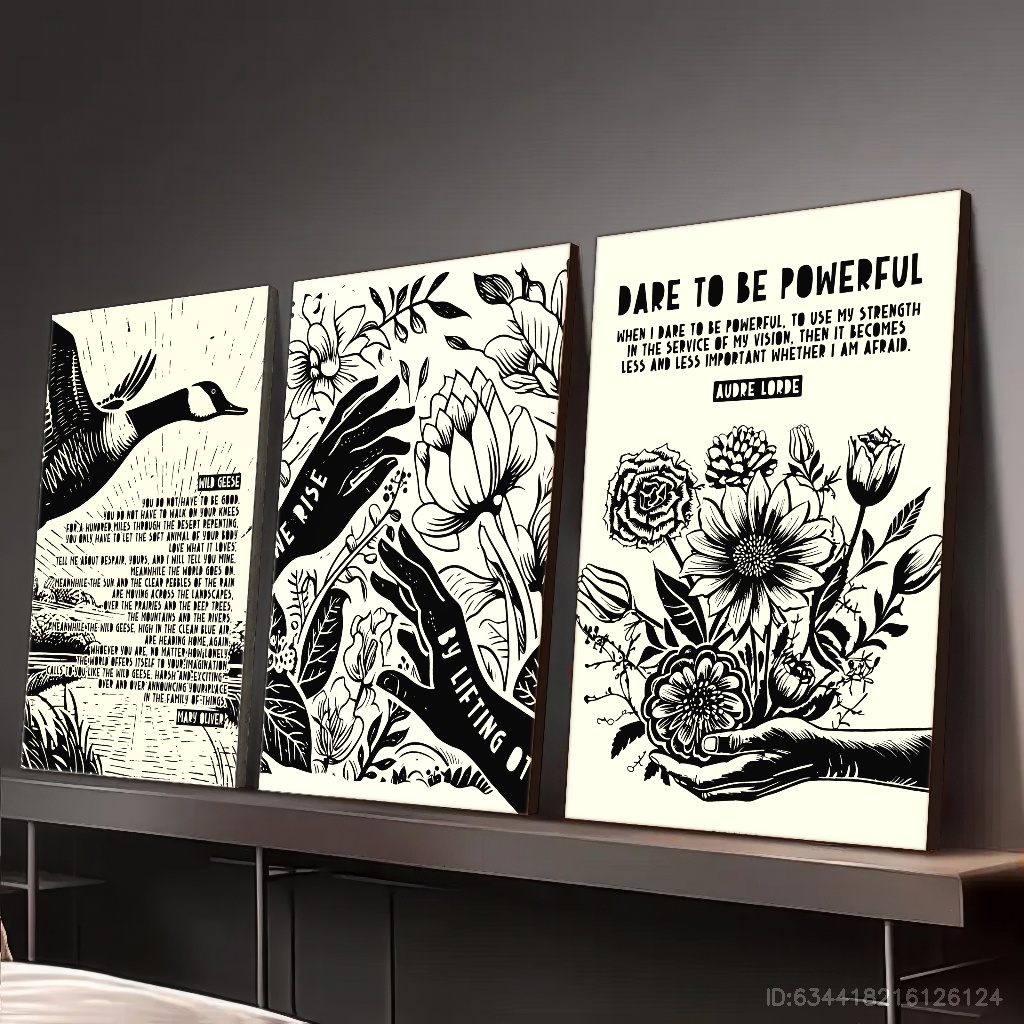 WILD GEESE
YOU DO NOT HAVE TO BE GOOD.
YOU DO NOT HAVE TO WALK ON YOUR KNEES
FOR A HUNDRED MILES THROUGH THE DESERT REPENTING.
YOU ONLY HAVE TO LET THE SOFT ANIMAL OF YOUR BODY
LOVE WHAT IT LOVES.
TELL ME ABOUT DESPAIR, YOURS, AND I WILL TELL YOU MINE.
MEANWHILE THE WORLD GOES ON.
MEANWHILE THE SUN AND THE CLEAR PEBBLES OF THE RAIN
ARE MOVING ACROSS THE LANDSCAPES,
OVER THE PRAIRIES AND THE DEEP TREES,
THE MOUNTAINS AND THE RIVERS.
MEANWHILE THE WILD GEESE, HIGH IN THE CLEAN BLUE AIR,
ARE HEADING HOME AGAIN.
WHOEVER YOU ARE, NO MATTER HOW LONELY,
THE WORLD OFFERS ITSELF TO YOUR IMAGINATION,
CALLS TO YOU LIKE THE WILD GEESE, HARSH AND EXCITING -
OVER AND OVER ANNOUNCING YOUR PLACE
IN THE FAMILY OF THINGS.
MARY OLIVER
RISE
BY LIFTING OT
DARE TO BE POWERFUL
WHEN I DARE TO BE POWERFUL, TO USE MY STRENGTH
IN THE SERVICE OF MY VISION, THEN IT BECOMES
LESS AND LESS IMPORTANT WHETHER I AM AFRAID.
AUDRE LORDE
ID:634418216126124